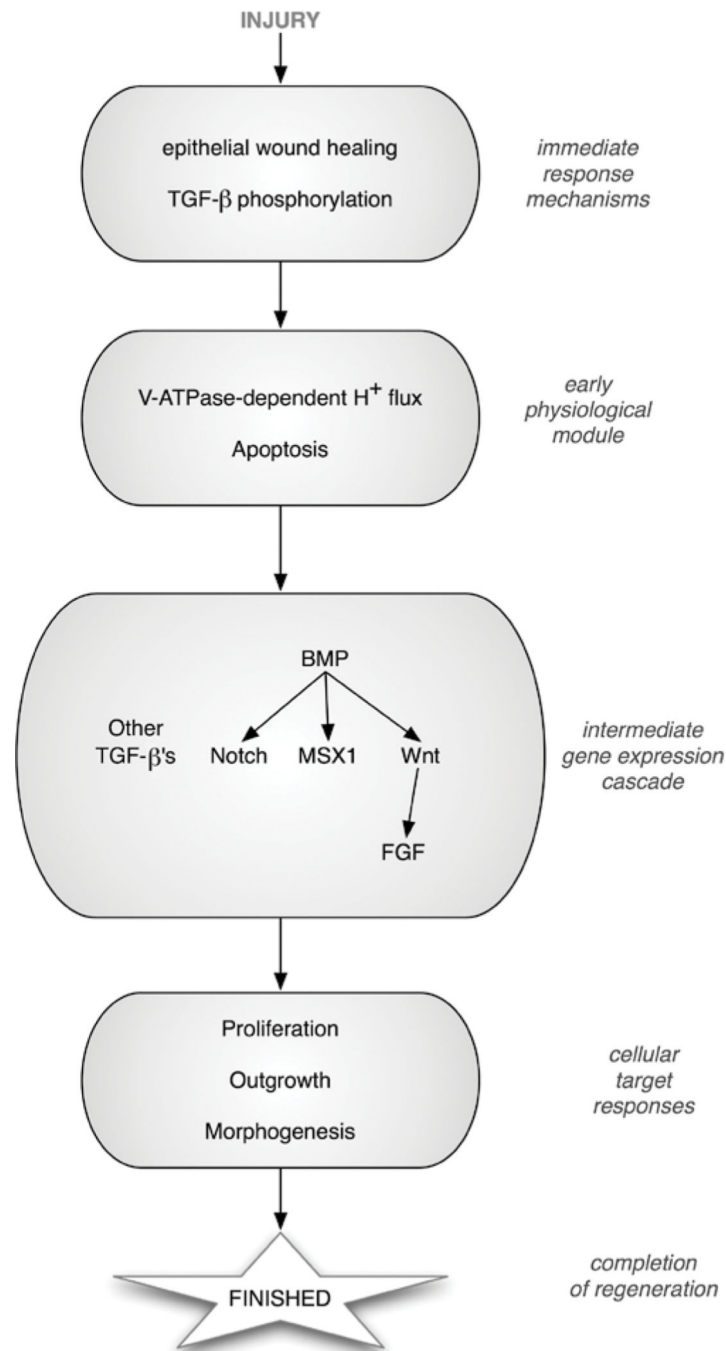 INJURY
epithelial wound healing
TGF-β phosphorylation
immediate
response
mechanisms
V-ATPase-dependent H+ flux
Apoptosis
early
physiological
module
BMP
Other
TGF-β's
Notch
MSX1
Wnt
FGF
intermediate
gene expression
cascade
Proliferation
Outgrowth
Morphogenesis
cellular
target
responses
FINISHED
completion
of regeneration